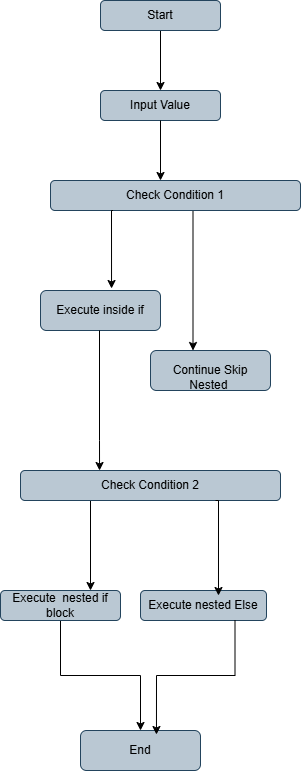 Start
Input Value
Check Condition 1
Execute inside if
Continue Skip
Nested
Check Condition 2
Execute  nested if
block
Execute nested Else
End